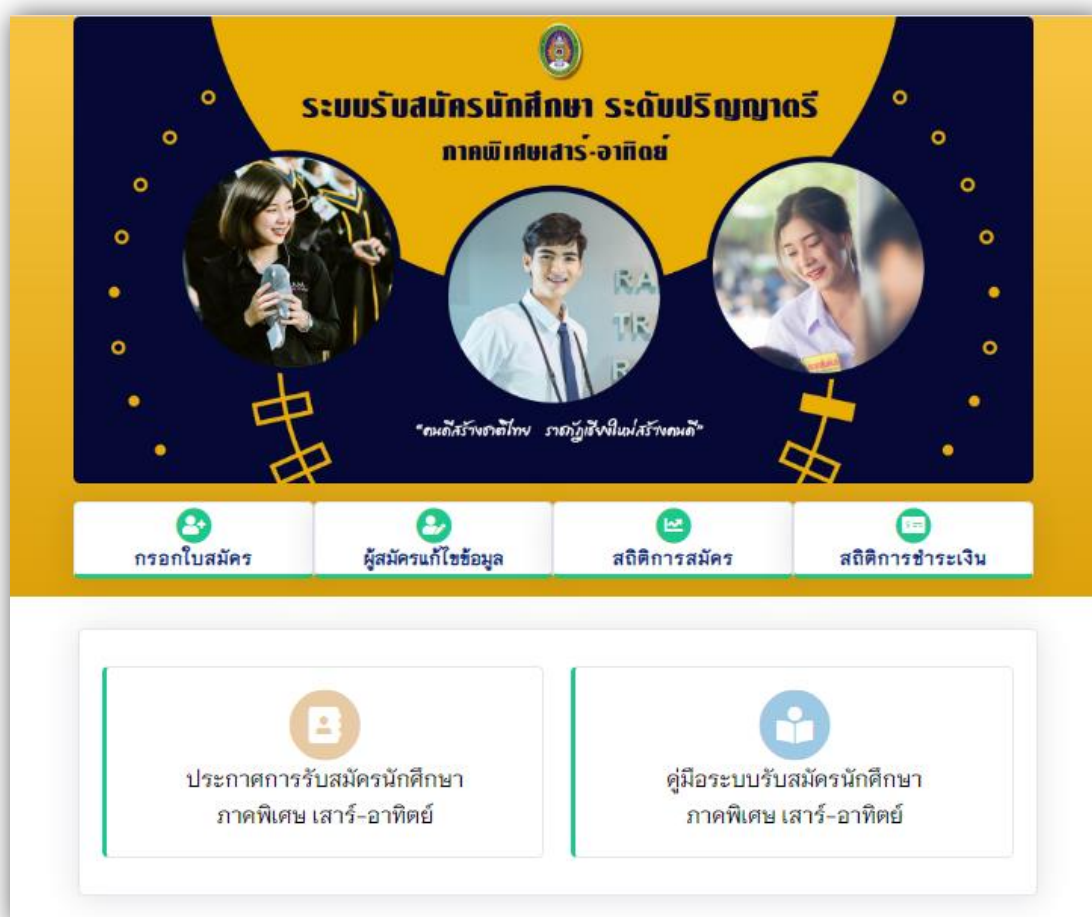 ระบบรับสมัครนักศึกษา ระดับปริญญาตรี
ภาคพิเศษเสาร์-อาทิตย์
RA
TR
"คนดีสร้างชาติไทย ราชภัฏเชียงใหม่สร้างคนดี"
กรอกใบสมัคร
ผู้สมัครแก้ไขข้อมูล
สถิติการสมัคร
สถิติการชำระเงิน
ประกาศการรับสมัครนักศึกษา
ภาคพิเศษ เสาร์-อาทิตย์
คู่มือระบบรับสมัครนักศึกษา
ภาคพิเศษ เสาร์-อาทิตย์